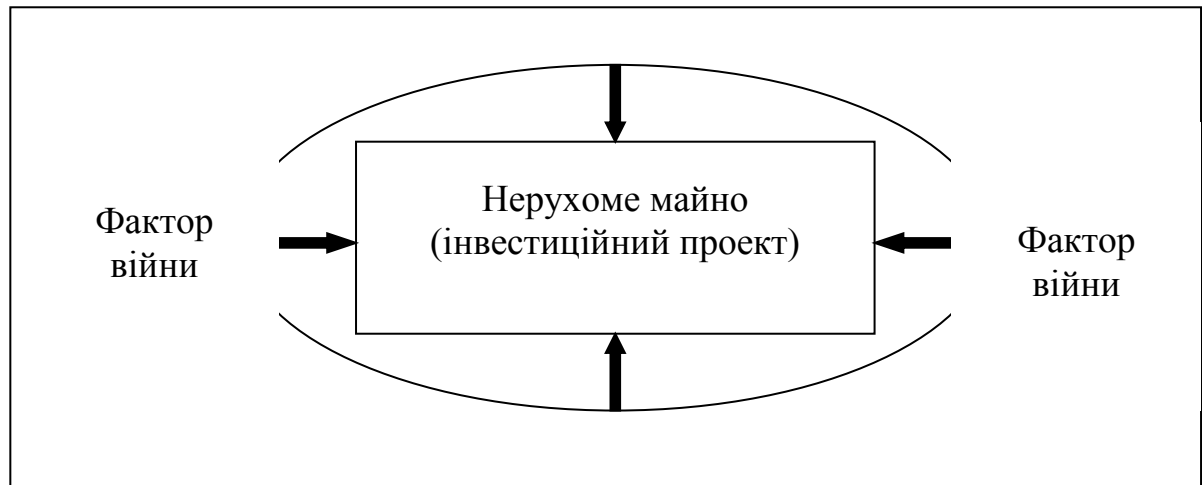 Нерухоме майно
(інвестиційний проект)
Фактор
війни
Фактор
війни